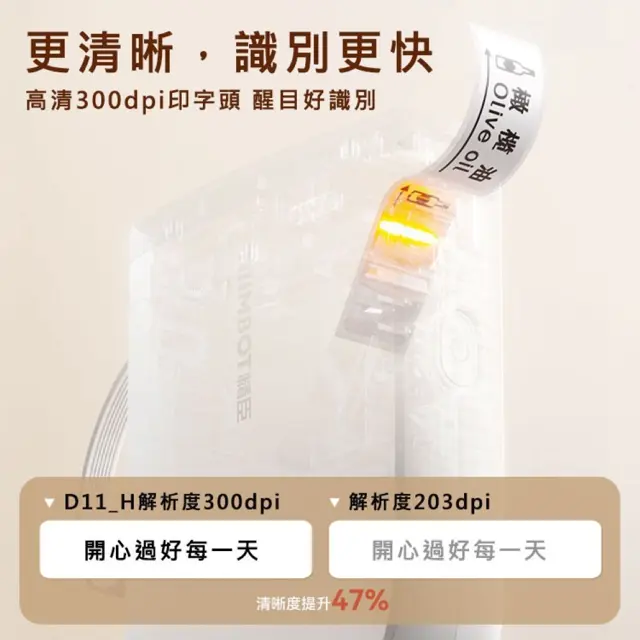 更清晰，識別更快
高清300dpi印字頭 醒目好識別
橄欖油
Olive oil
NIIMBOT精臣
D11_H解析度300dpi
解析度203dpi
開心過好每一天
開心過好每一天
清晰度提升47%